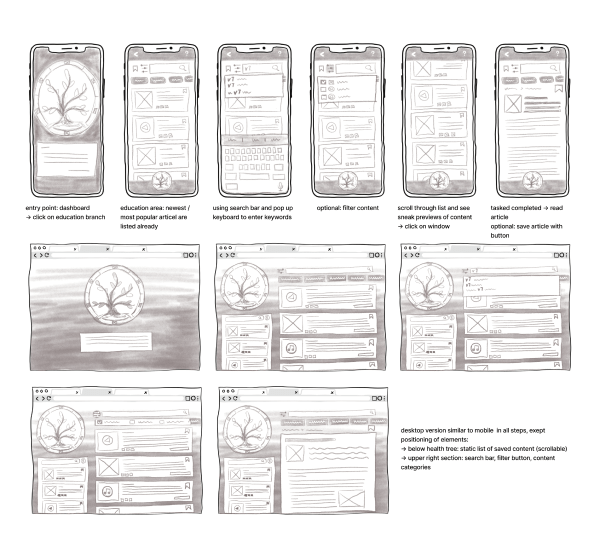 entry point: dashboard
→ click on education branch
education area: newest /
most popular articel are
listed already
using search bar and pop up
keyboard to enter keywords
optional: filter content
scroll through list and see
sneak previews of content
→ click on window
tasked completed → read
article
optional: save article with
button
desktop version similar to mobile in all steps, exept
positioning of elements:
→ below health tree: static list of saved content (scrollable)
→ upper right section: search bar, filter button, content
categories